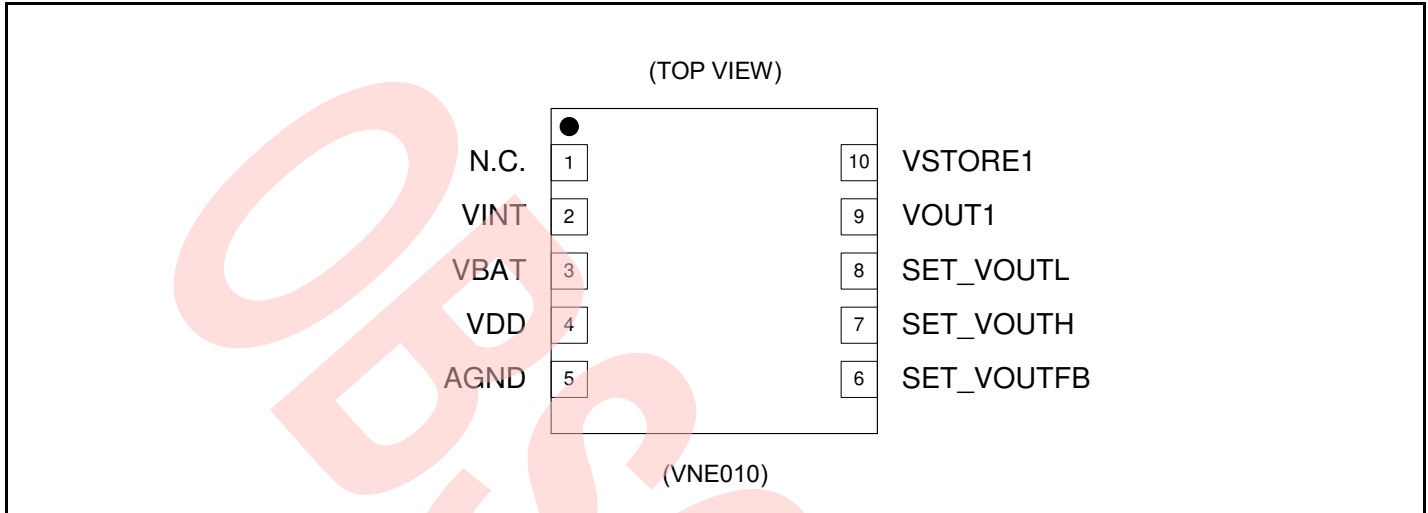 (TOP VIEW)
N.C. 1 10 VSTORE1
VINT 2 9 VOUT1
VBAT 3 8 SET_VOUTL
VDD 4 7 SET_VOUTH
AGND 5 6 SET_VOUTFB
(VNE010)
OBS